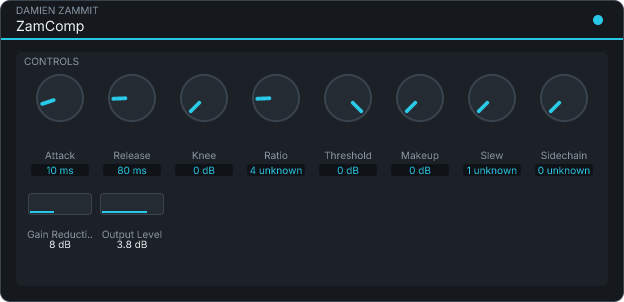 DAMIEN ZAMMIT
ZamComp
CONTROLS
Attack Release Knee Ratio Threshold Makeup Slew Sidechain
10 ms 80 ms 0 dB 4 unknown 0 dB 0 dB 1 unknown 0 unknown
Gain Reducti.. Output Level
8 dB 3.8 dB